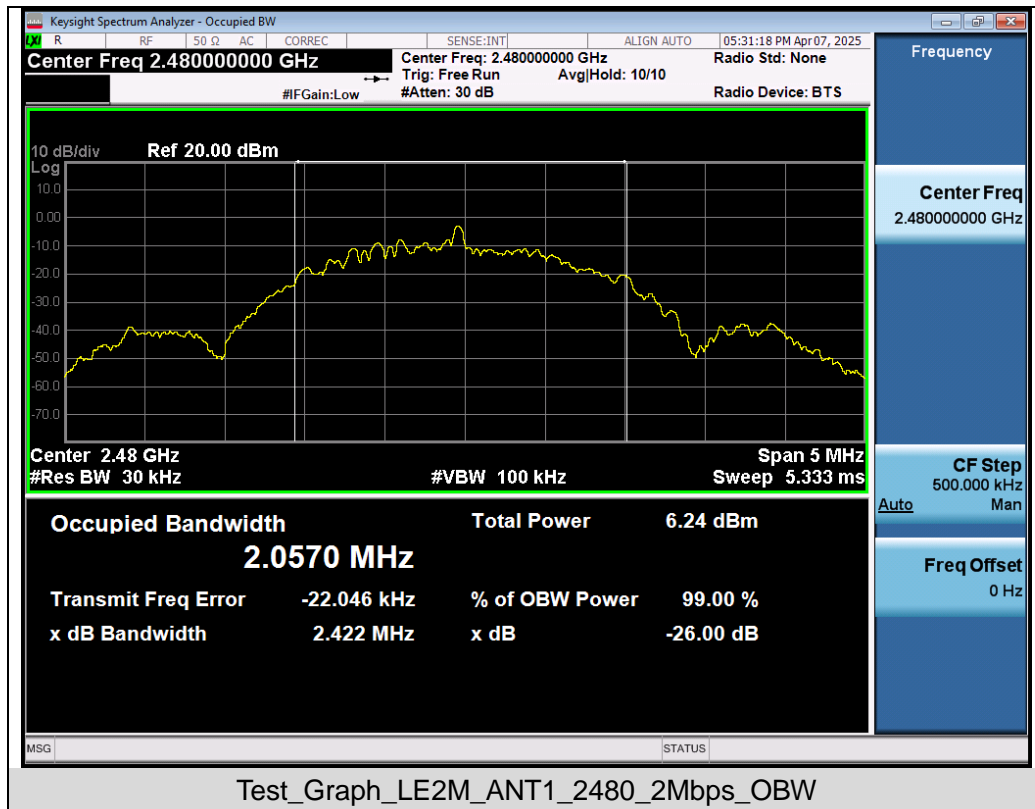 Keysight Spectrum Analyzer - Occupied BW
LXI R RF 50 Ω AC CORREC SENSE:INT ALIGN AUTO 05:31:18 PM Apr 07, 2025
Center Freq 2.480000000 GHz
Center Freq: 2.480000000 GHz
Radio Std: None
Trig: Free Run Avg|Hold: 10/10
#IFGain:Low #Atten: 30 dB Radio Device: BTS
10 dB/div Ref 20.00 dBm
Log
10.0
0.00
-10.0
-20.0
-30.0
-40.0
-50.0
-60.0
-70.0
Center 2.48 GHz Span 5 MHz
#Res BW 30 kHz #VBW 100 kHz Sweep 5.333 ms
Occupied Bandwidth Total Power 6.24 dBm
2.0570 MHz
Transmit Freq Error -22.046 kHz % of OBW Power 99.00 %
x dB Bandwidth 2.422 MHz x dB -26.00 dB
Frequency
Center Freq
2.480000000 GHz
CF Step
500.000 kHz
Auto Man
Freq Offset
0 Hz
MSG STATUS
Test_Graph_LE2M_ANT1_2480_2Mbps_OBW